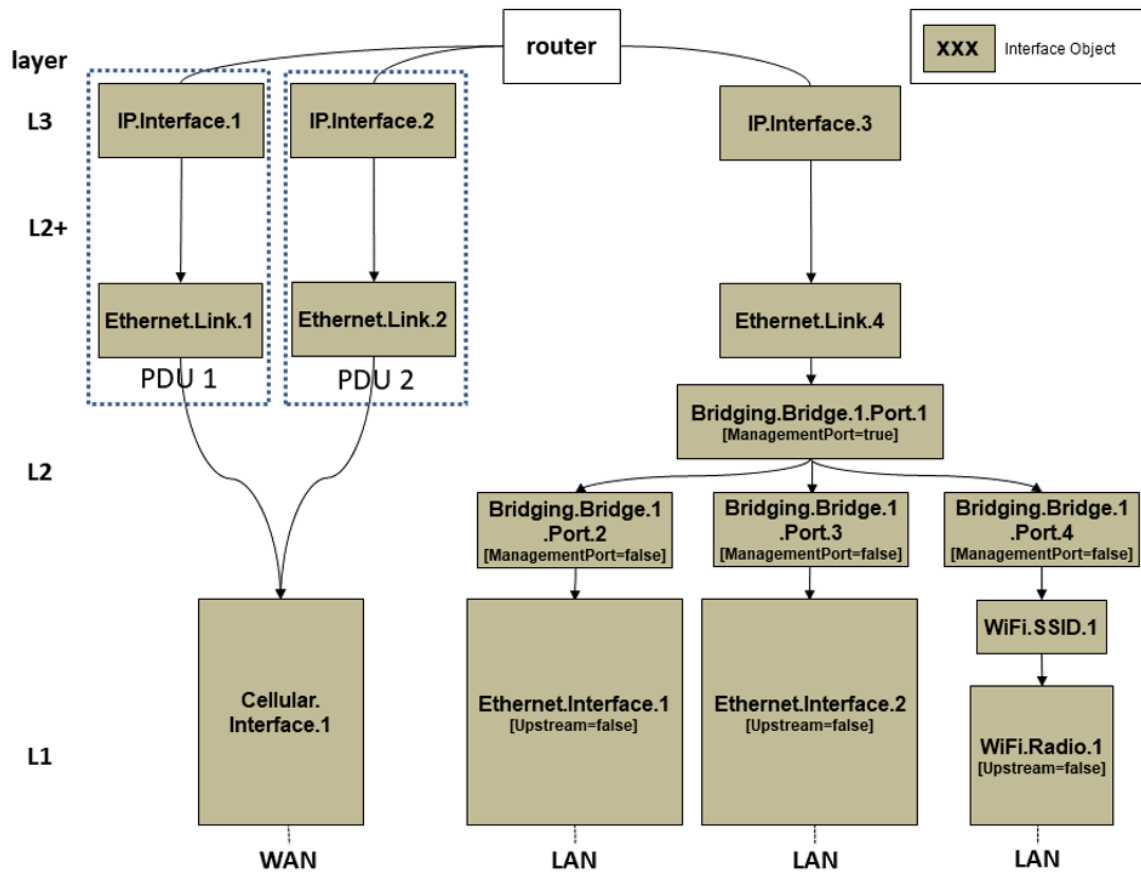 router
XXX
Interface Object
layer
L3
IP.Interface.1
IP.Interface.2
IP.Interface.3
L2+
Ethernet.Link.1
Ethernet.Link.2
Ethernet.Link.4
PDU 1
PDU 2
Bridging.Bridge.1.Port.1
[ManagementPort=true]
L2
Bridging.Bridge.1
.Port.2
[ManagementPort=false]
Bridging.Bridge.1
.Port.3
[ManagementPort=false]
Bridging.Bridge.1
.Port.4
[ManagementPort=false]
WiFi.SSID.1
Cellular.
Interface.1
Ethernet.Interface.1
[Upstream=false]
Ethernet.Interface.2
[Upstream=false]
WiFi.Radio.1
[Upstream=false]
L1
WAN
LAN
LAN
LAN